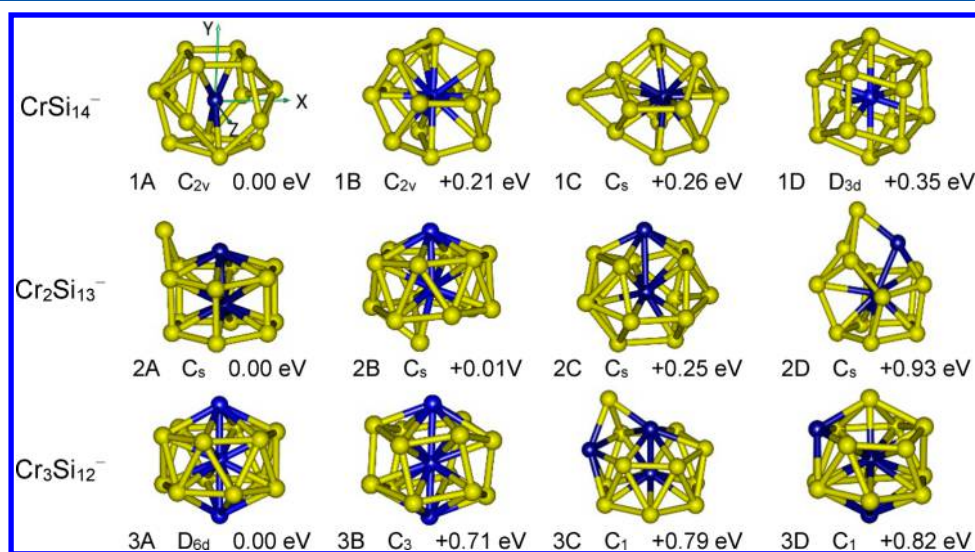 Y
X
Z
CrSi₁₄⁻
1A C₂ᵥ 0.00 eV 1B C₂ᵥ +0.21 eV 1C Cₛ +0.26 eV 1D D₃d +0.35 eV
Cr₂Si₁₃⁻
2A Cₛ 0.00 eV 2B Cₛ +0.01V 2C Cₛ +0.25 eV 2D Cₛ +0.93 eV
Cr₃Si₁₂⁻
3A D₆d 0.00 eV 3B C₃ +0.71 eV 3C C₁ +0.79 eV 3D C₁ +0.82 eV